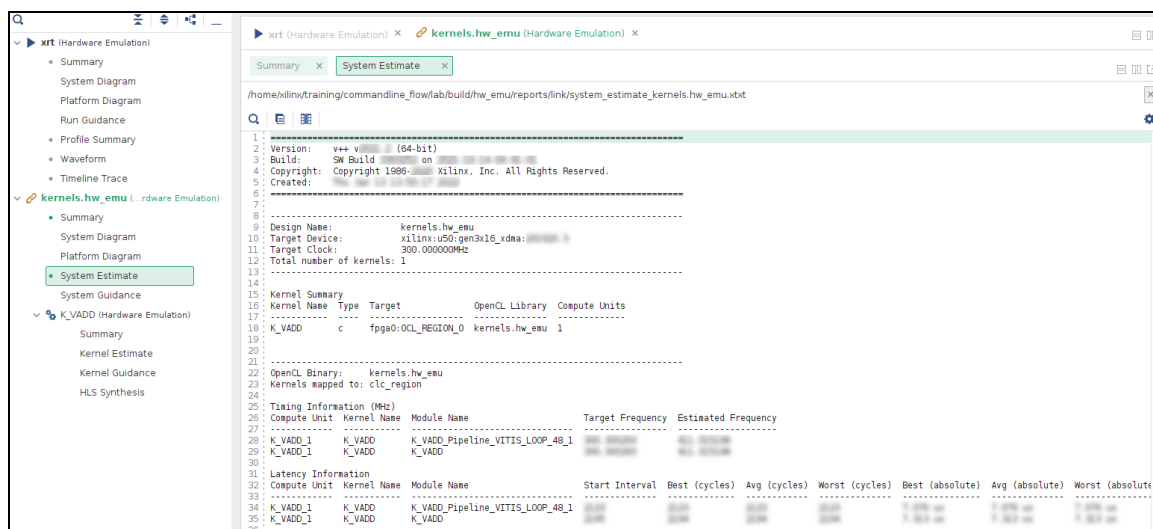 xrt (Hardware Emulation)
Summary
System Diagram
Platform Diagram
Run Guidance
Profile Summary
Waveform
Timeline Trace
kernels.hw_emu (...rdware Emulation)
Summary
System Diagram
Platform Diagram
System Estimate
System Guidance
K_VADD (Hardware Emulation)
Summary
Kernel Estimate
Kernel Guidance
HLS Synthesis
xrt (Hardware Emulation) × kernels.hw_emu (Hardware Emulation) ×
Summary × System Estimate ×
/home/xilinx/training/commandline_flow/lab/build/hw_emu/reports/link/system_estimate_kernels.hw_emu.xtxt
1 ===============================================================================
2 Version: v++ v (64-bit)
3 Build: SW Build on
4 Copyright: Copyright 1986- Xilinx, Inc. All Rights Reserved.
5 Created:
6 ===============================================================================
7
8 -------------------------------------------------------------------------------
9 Design Name: kernels.hw_emu
10 Target Device: xilinx:u50:gen3x16_xdma:
11 Target Clock: 300.000000MHz
12 Total number of kernels: 1
13 -------------------------------------------------------------------------------
14
15 Kernel Summary
16 Kernel Name Type Target OpenCL Library Compute Units
17 ----------- ---- ------------------ -------------- -------------
18 K_VADD c fpga0:OCL_REGION_0 kernels.hw_emu 1
19
20
21 -------------------------------------------------------------------------------
22 OpenCL Binary: kernels.hw_emu
23 Kernels mapped to: clc_region
24
25 Timing Information (MHz)
26 Compute Unit Kernel Name Module Name Target Frequency Estimated Frequency
27 ------------ ----------- ------------------------------ ---------------- -------------------
28 K_VADD_1 K_VADD K_VADD_Pipeline_VITIS_LOOP_48_1
29 K_VADD_1 K_VADD K_VADD
30
31 Latency Information
32 Compute Unit Kernel Name Module Name Start Interval Best (cycles) Avg (cycles) Worst (cycles) Best (absolute) Avg (absolute) Worst (absolute
33 ------------ ----------- ------------------------------ -------------- ------------- ------------ -------------- --------------- -------------- ---------------
34 K_VADD_1 K_VADD K_VADD_Pipeline_VITIS_LOOP_48_1
35 K_VADD_1 K_VADD K_VADD